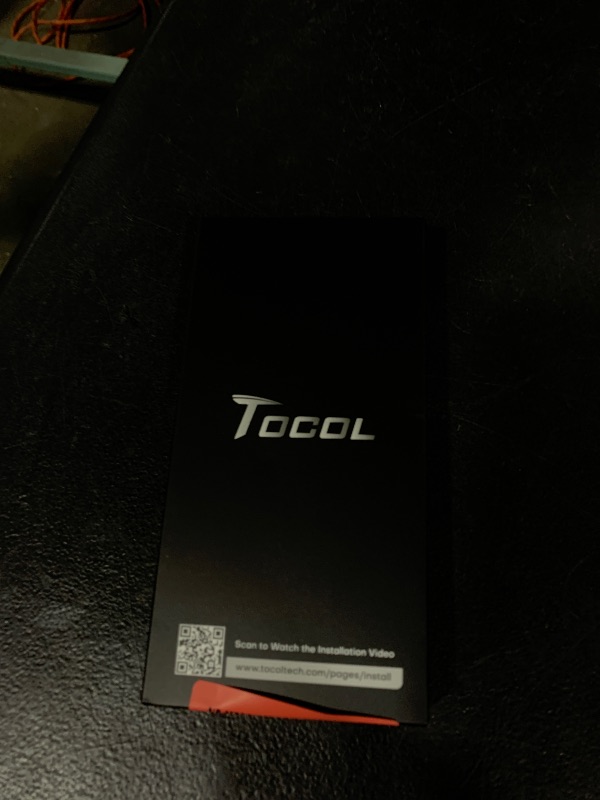 TOCOL
Scan to Watch the Installation Video
www.tocoltech.com/pages/install